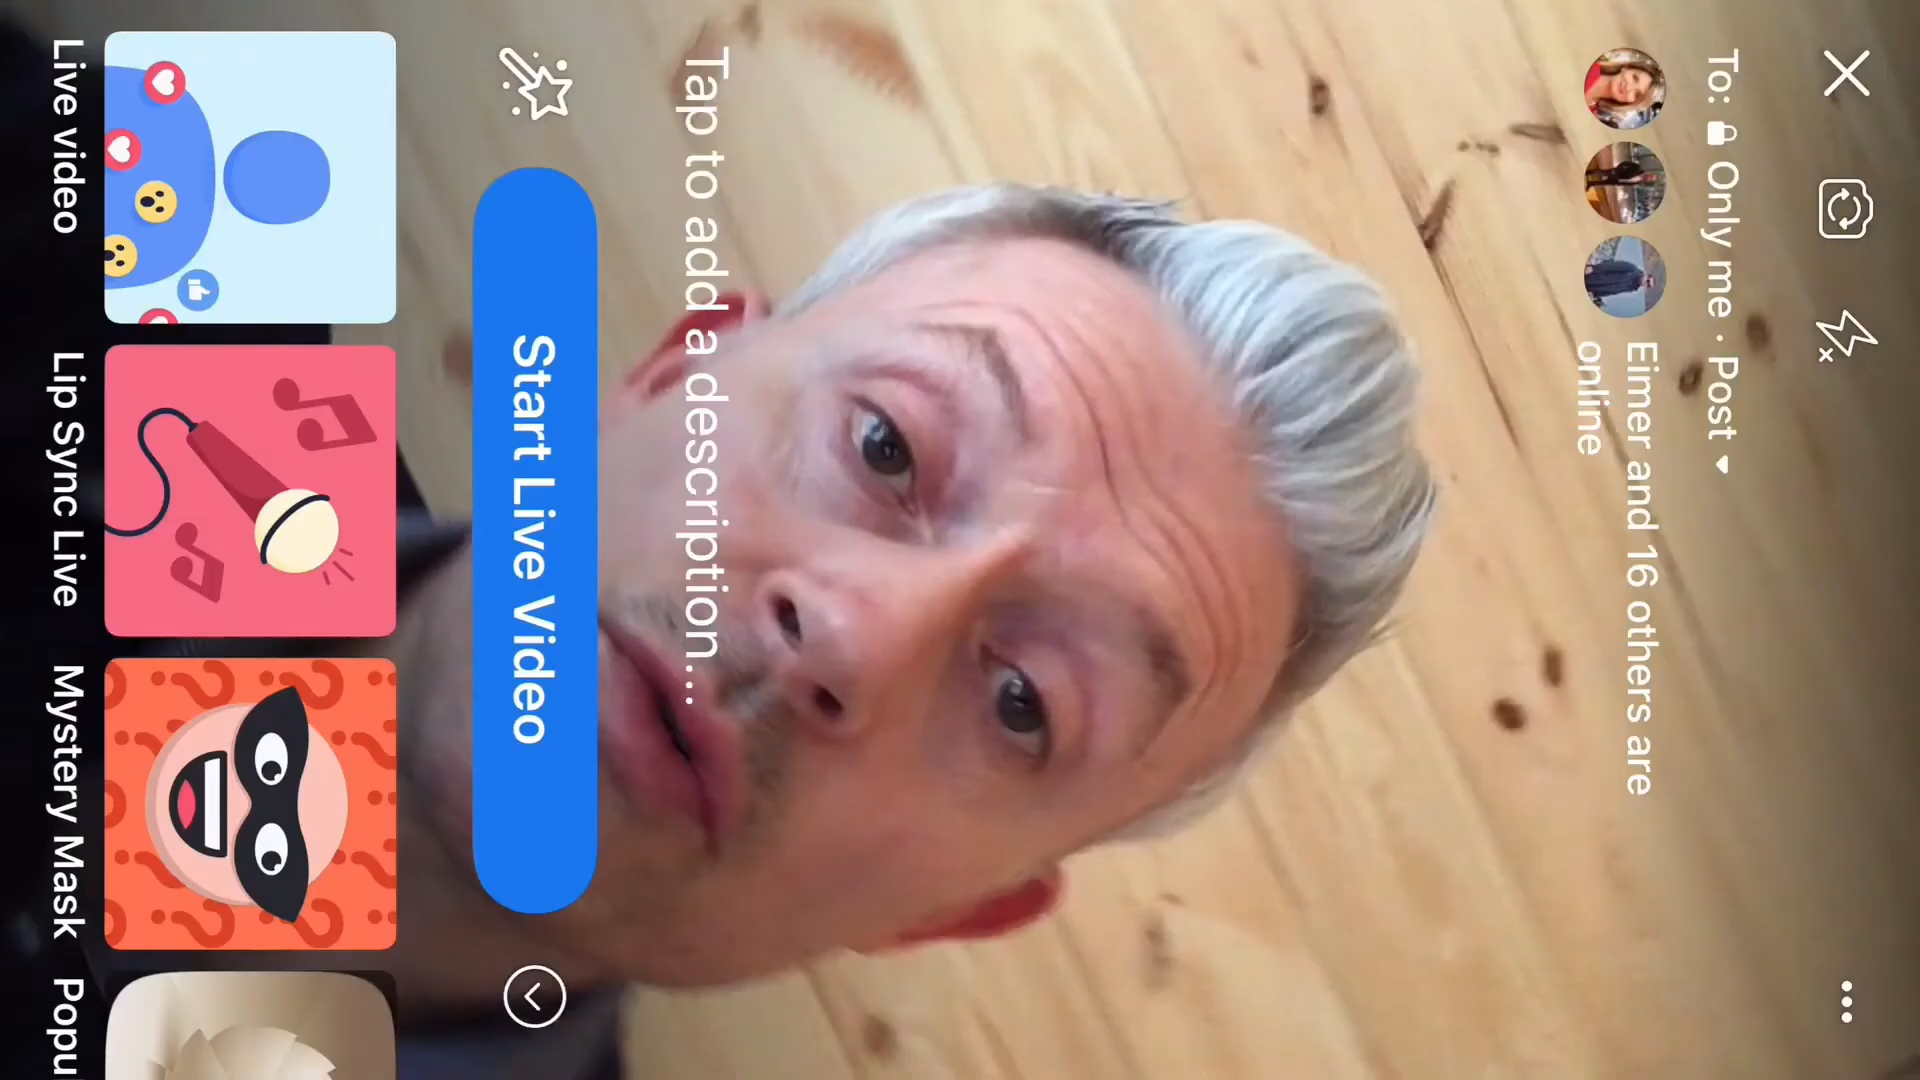 To: Only me · Post
Eimer and 16 others are
online
Tap to add a description...
Start Live Video
Live video
Lip Sync Live
Mystery Mask
Popu